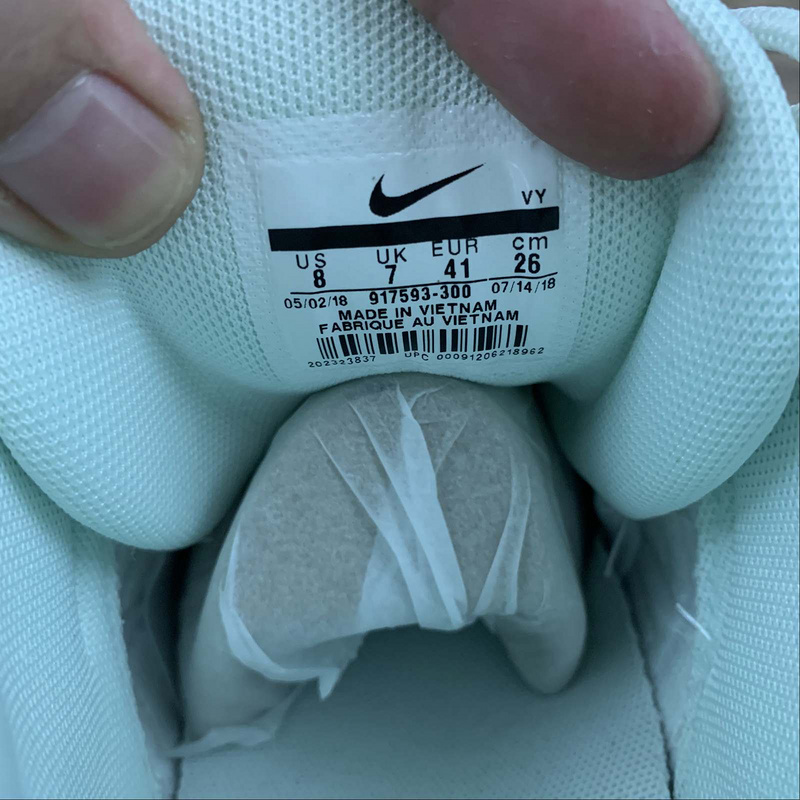 VY
US UK EUR cm
8 7 41 26
05/02/18 917593-300 07/14/18
MADE IN VIETNAM
FABRIQUE AU VIETNAM
202323837 UPC 00091206218962